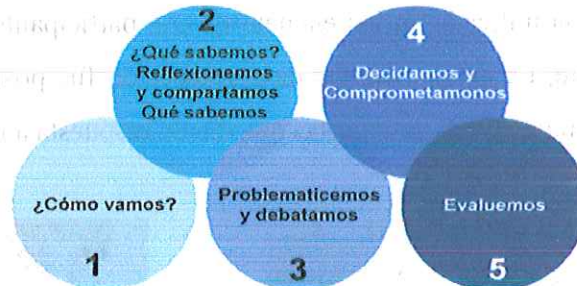 ¿Cómo vamos?
1
2
¿Qué sabemos?
Reflexionemos
y compartamos
Qué sabemos
Problematicemos
y debatamos
3
4
Decidamos y
Comprometamonos
Evaluemos
5